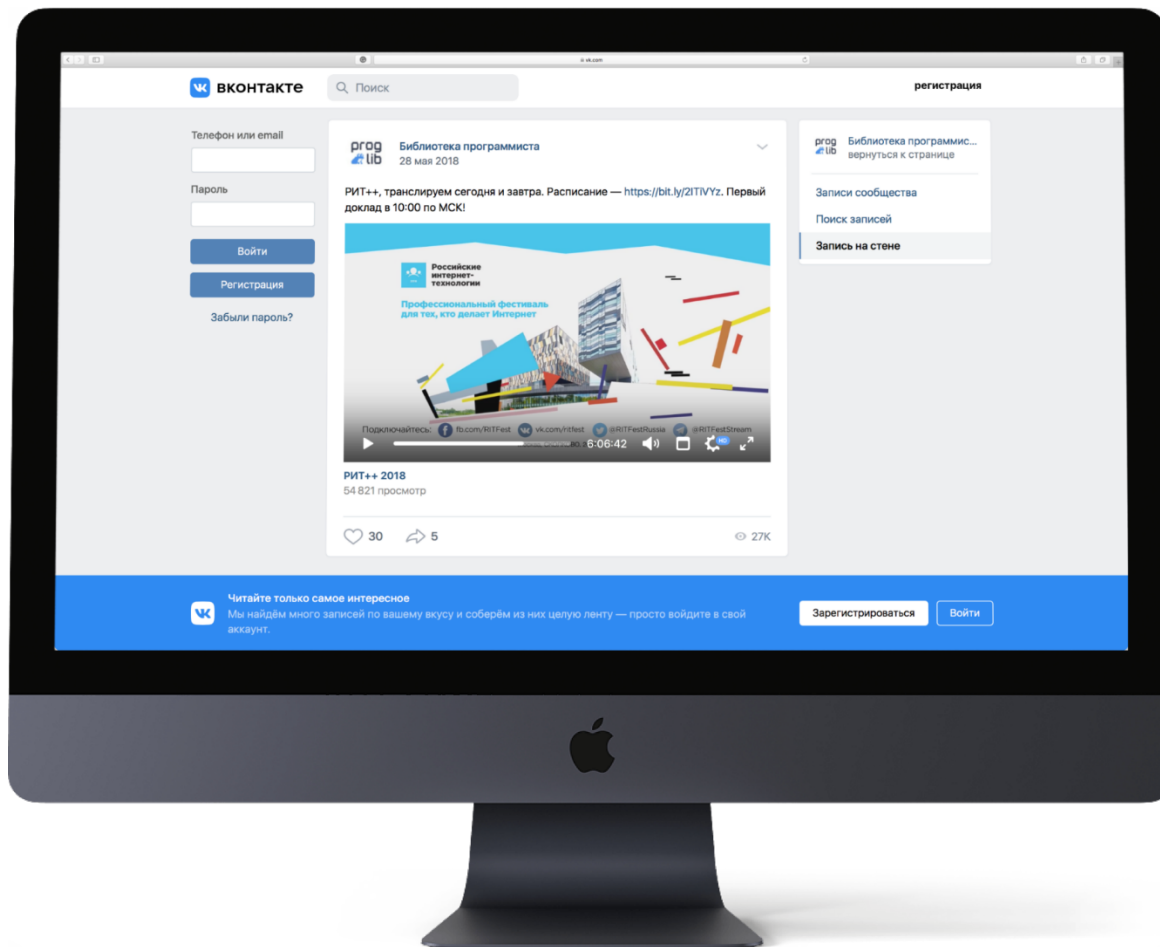 vk.com
вконтакте
Поиск
регистрация
Телефон или email
Пароль
Войти
Регистрация
Забыли пароль?
prog lib
Библиотека программиста
28 мая 2018
РИТ++, транслируем сегодня и завтра. Расписание — https://bit.ly/2ITiVYz. Первый
доклад в 10:00 по МСК!
Российские
интернет-
технологии
Профессиональный фестиваль
для тех, кто делает Интернет
Подключайтесь: fb.com/RITFest vk.com/ritfest @RITFestRussia @RITFestStream
6:06:42
HD
РИТ++ 2018
54 821 просмотр
30
5
27K
prog lib
Библиотека программис...
вернуться к странице
Записи сообщества
Поиск записей
Запись на стене
Читайте только самое интересное
Мы найдём много записей по вашему вкусу и соберём из них целую ленту — просто войдите в свой
аккаунт.
Зарегистрироваться
Войти